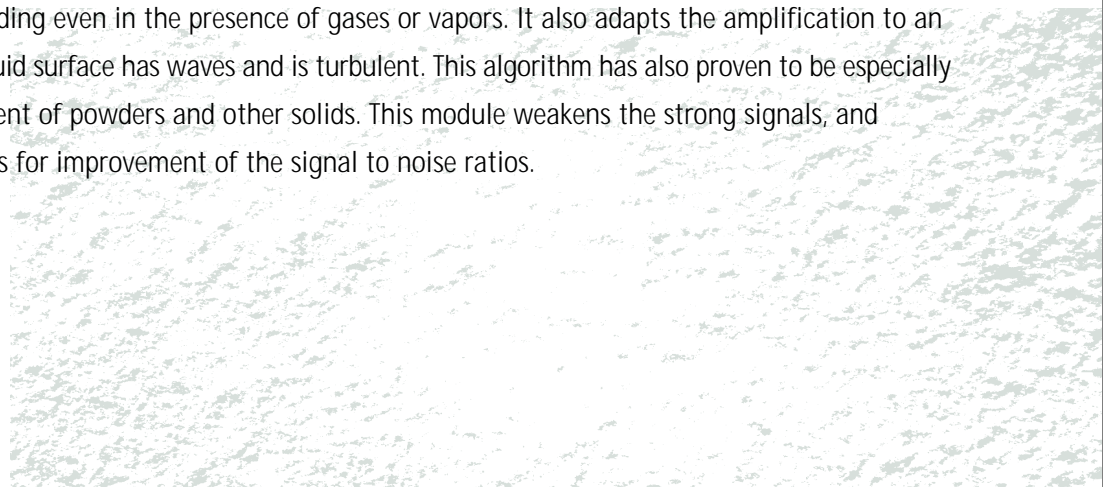 ding even in the presence of gases or vapors. It also adapts the amplification to an
uid surface has waves and is turbulent. This algorithm has also proven to be especially
ent of powders and other solids. This module weakens the strong signals, and
s for improvement of the signal to noise ratios.